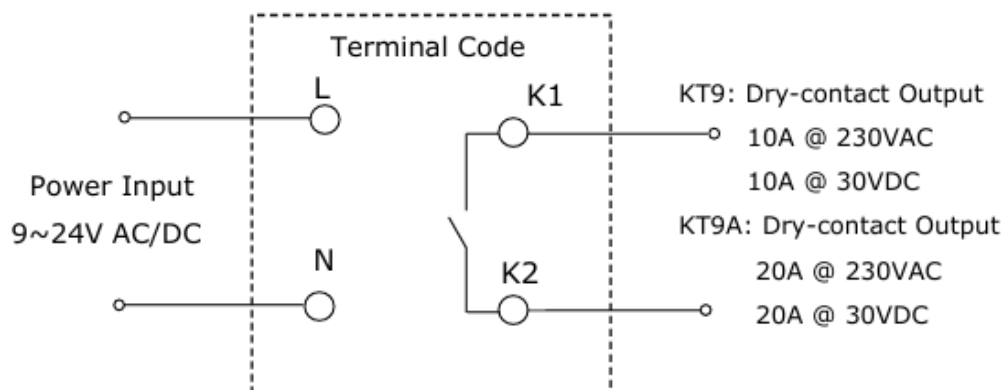 Terminal Code
L
K1
KT9: Dry-contact Output
10A @ 230VAC
10A @ 30VDC
Power Input
9~24V AC/DC
KT9A: Dry-contact Output
N
K2
20A @ 230VAC
20A @ 30VDC